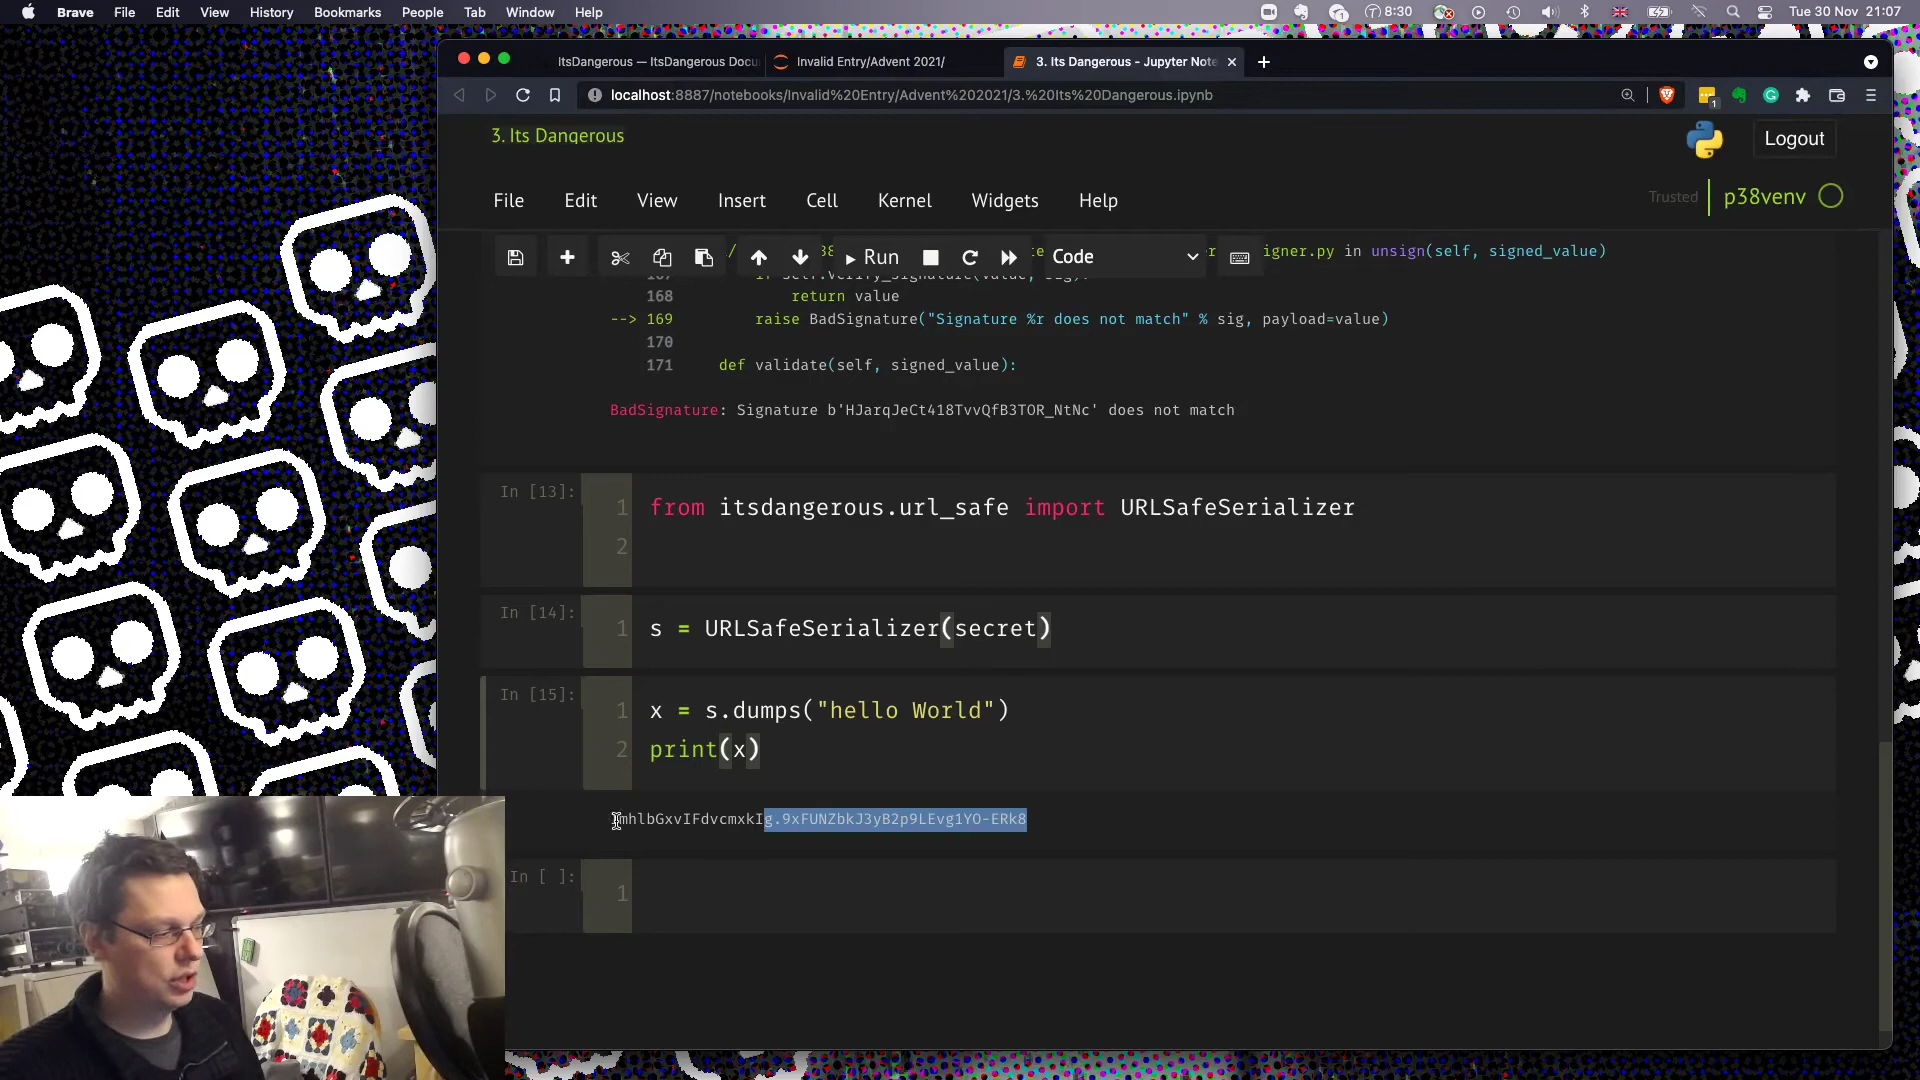 Brave File Edit View History Bookmarks People Tab Window Help 1 8:30 Tue 30 Nov 21:07
ItsDangerous — ItsDangerous Docu Invalid Entry/Advent 2021/ 3. Its Dangerous - Jupyter Note
localhost:8887/notebooks/Invalid%20Entry/Advent%202021/3.%20Its%20Dangerous.ipynb 1
3. Its Dangerous
Logout
File Edit View Insert Cell Kernel Widgets Help Trusted p38venv
Run Code
igner.py in unsign(self, signed_value)
168 return value
--> 169 raise BadSignature("Signature %r does not match" % sig, payload=value)
170
171 def validate(self, signed_value):
BadSignature: Signature b'HJarqJeCt418TvvQfB3TOR_NtNc' does not match
In [13]:
1 from itsdangerous.url_safe import URLSafeSerializer
2
In [14]:
1 s = URLSafeSerializer(secret)
In [15]:
1 x = s.dumps("hello World")
2 print(x)
mhlbGxvIFdvcmxkIg.9xFUNZbkJ3yB2p9LEvg1YO-ERk8
In [ ]:
1